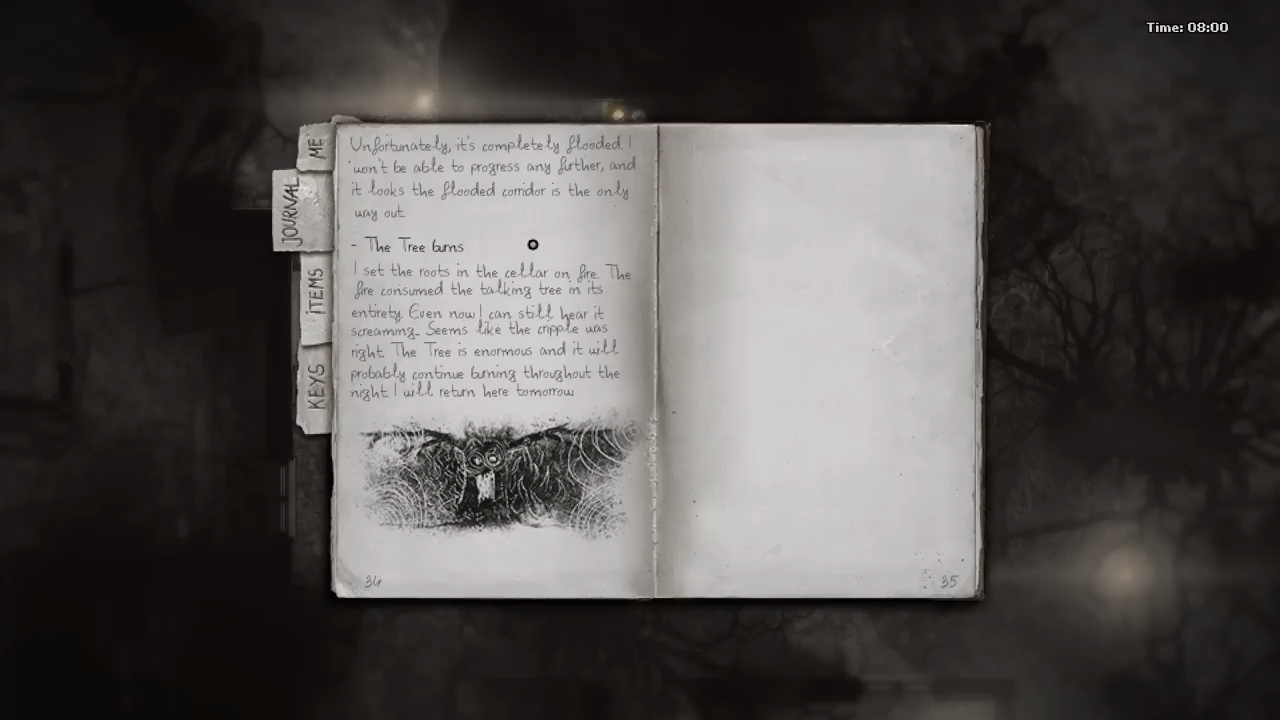 Time: 08:00
ME
JOURNAL
ITEMS
KEYS
Unfortunately, it's completely flooded. I
won't be able to progress any further, and
it looks the flooded corridor is the only
way out.
- The Tree burns
I set the roots in the cellar on fire. The
fire consumed the talking tree in its
entirety. Even now I can still hear it
screaming. Seems like the cripple was
right. The Tree is enormous and it will
probably continue burning throughout the
night. I will return here tomorrow
34
35